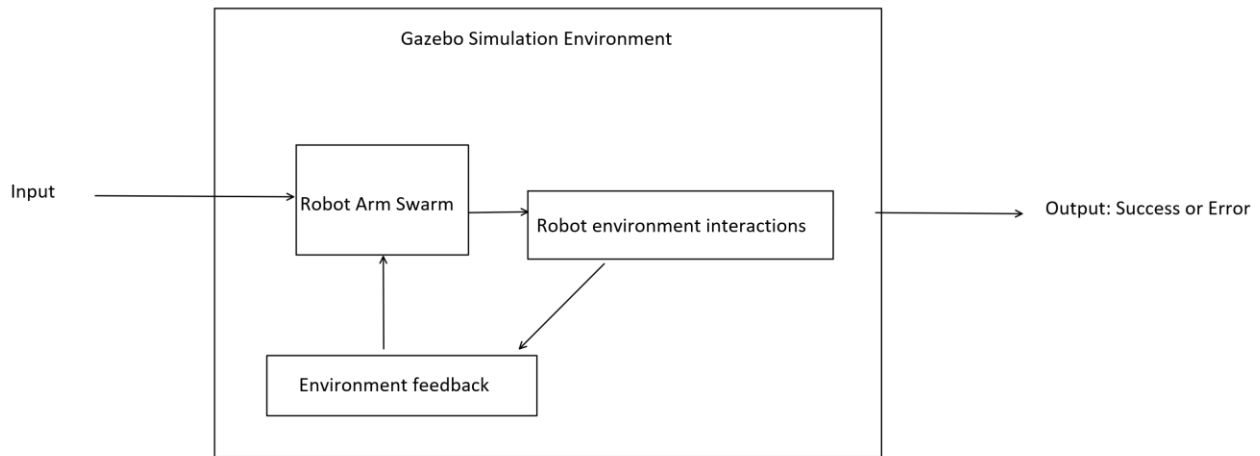 Gazebo Simulation Environment
Input
Robot Arm Swarm
Robot environment interactions
Output: Success or Error
Environment feedback